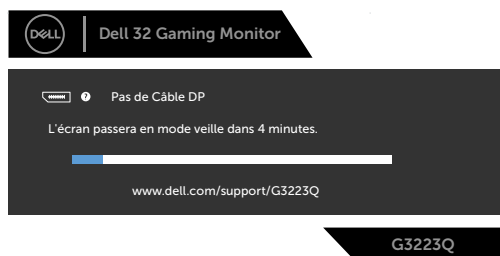 DELL
Dell 32 Gaming Monitor
? Pas de Câble DP
L'écran passera en mode veille dans 4 minutes.
www.dell.com/support/G3223Q
G3223Q